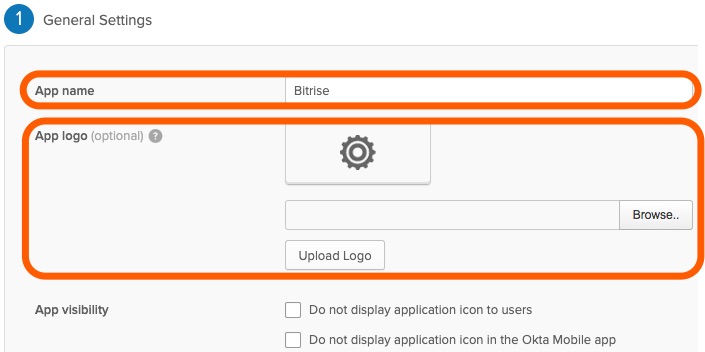 1 General Settings
App name Bitrise
App logo (optional) ?
Browse..
Upload Logo
App visibility Do not display application icon to users
Do not display application icon in the Okta Mobile app